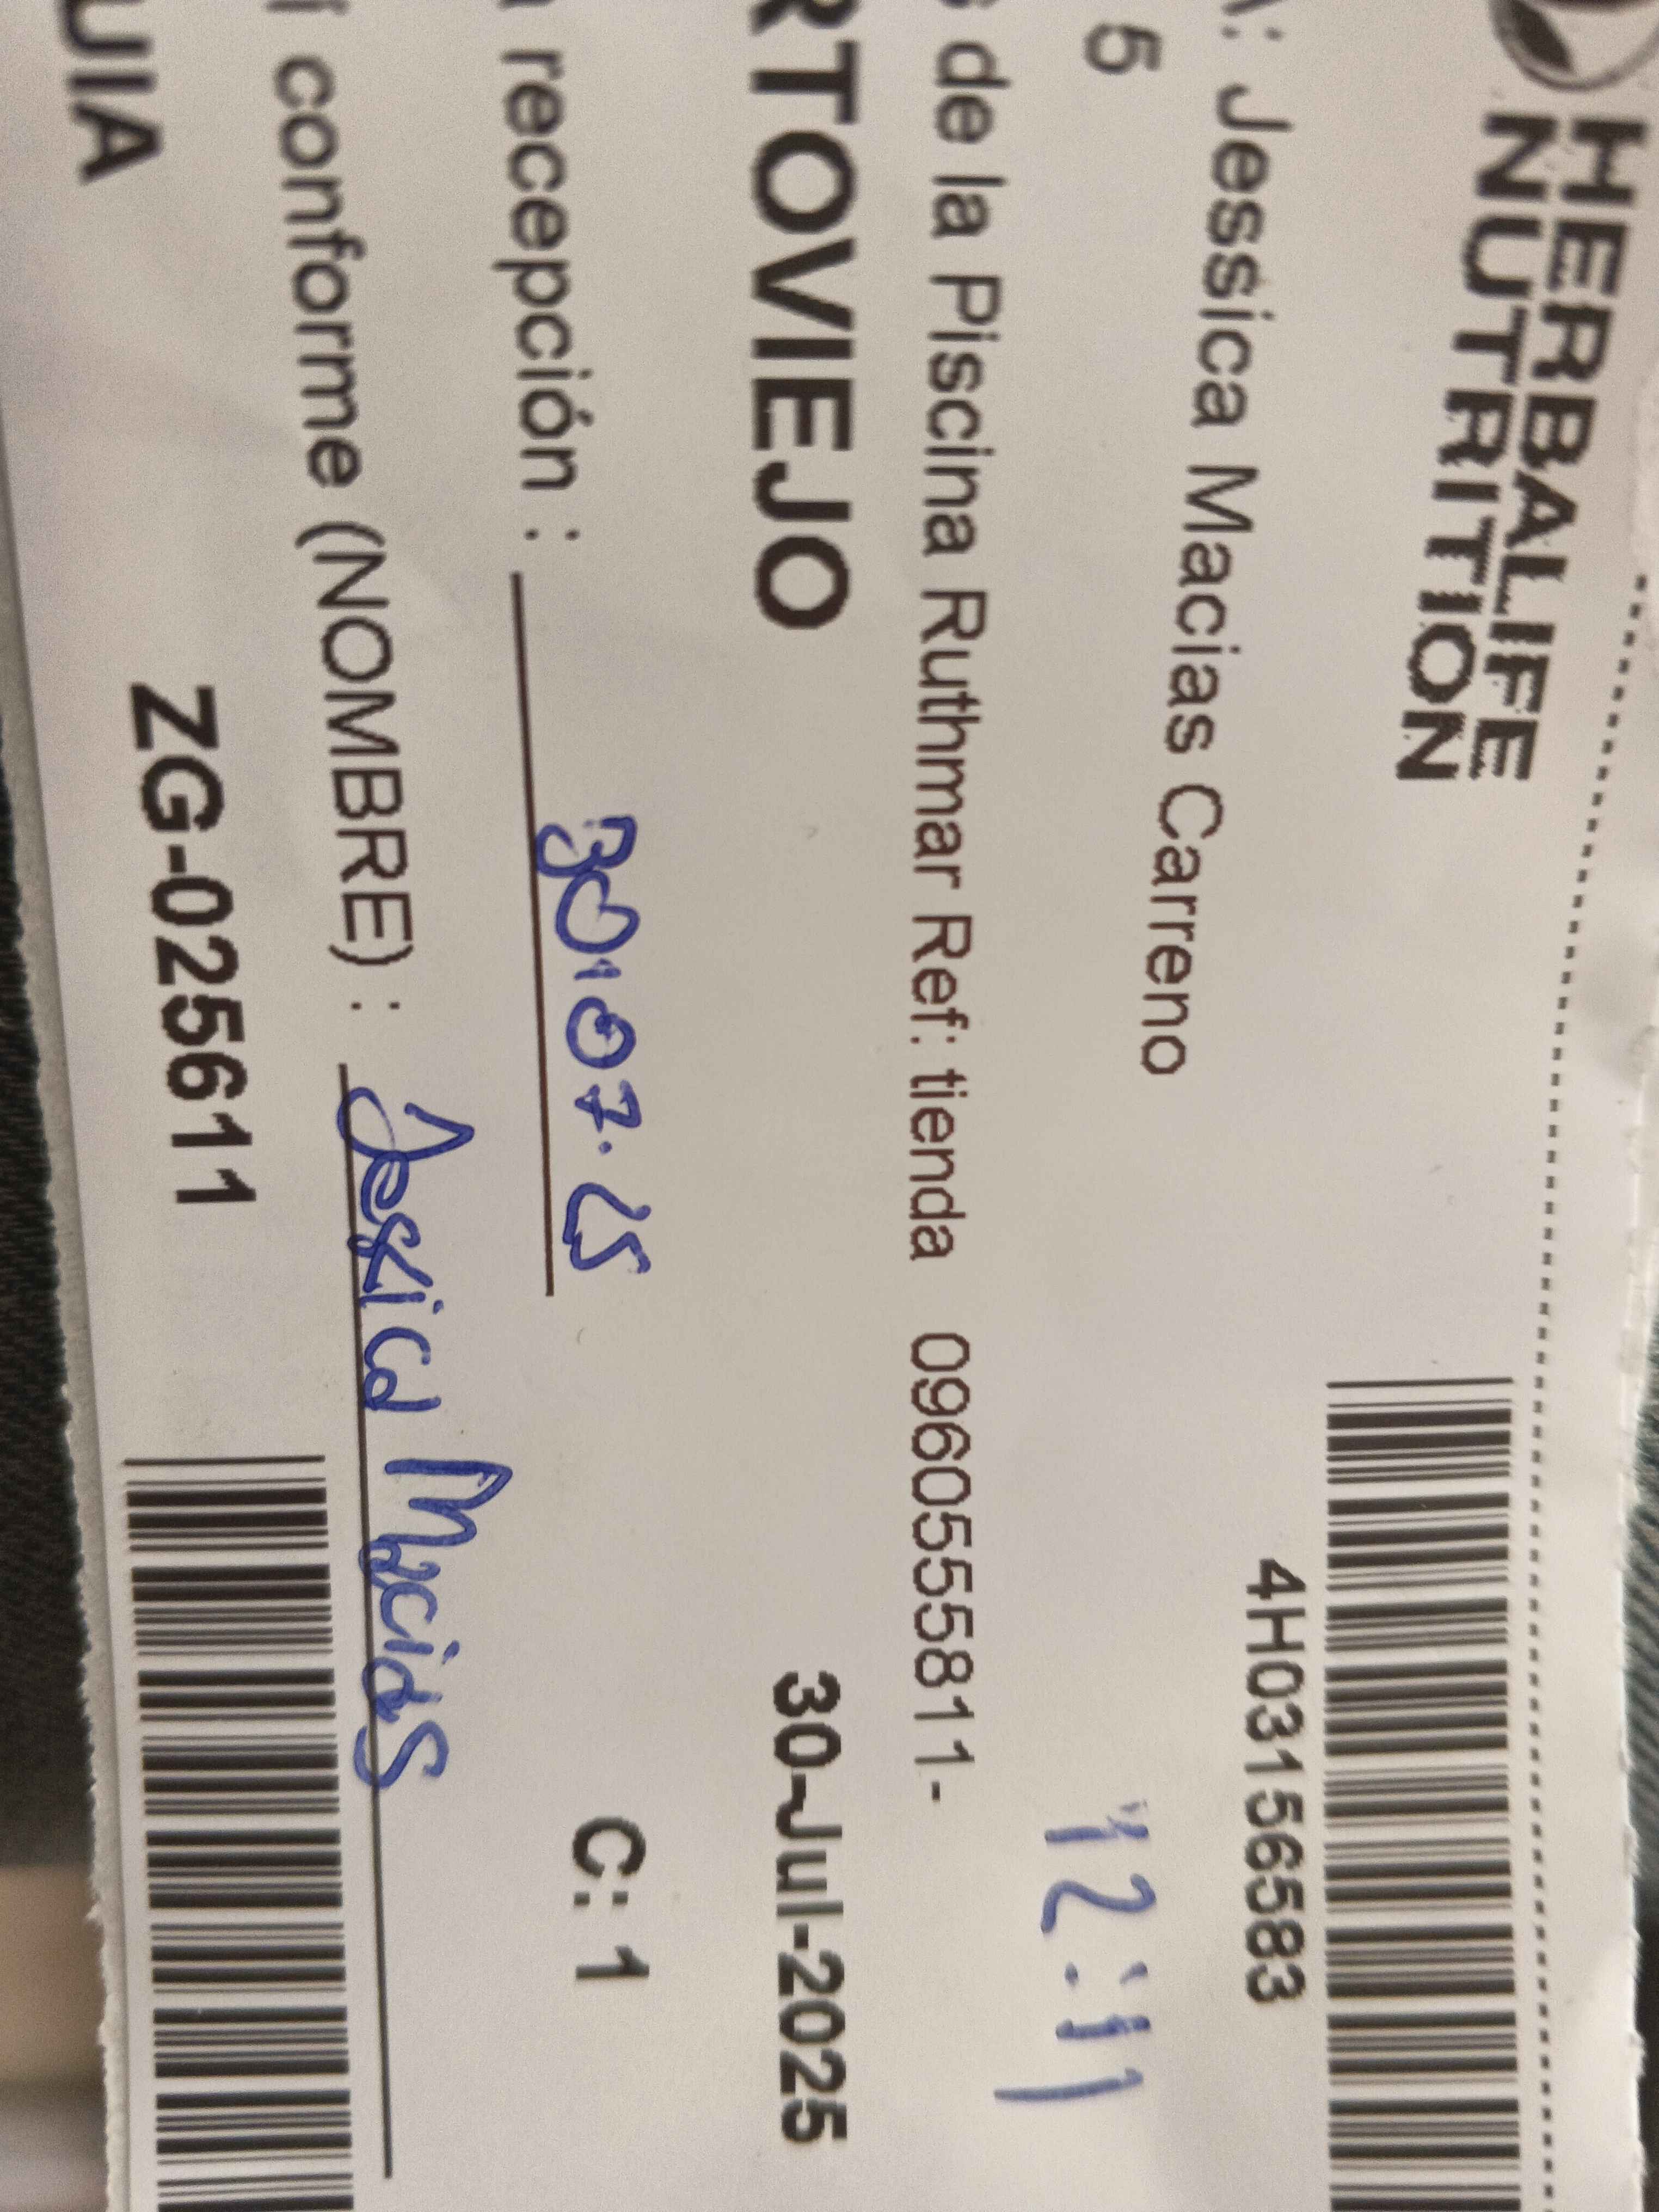 HERBALIFE
NUTRITION
4H03156583
: Jessica Macias Carreno
5
12:11
de la Piscina Ruthmar Ref: tienda 0960555811-
RTOVIEJO 30-Jul-2025
recepción : 30.07.25 C: 1
conforme (NOMBRE) : Jessica Macias
UIA ZG-025611